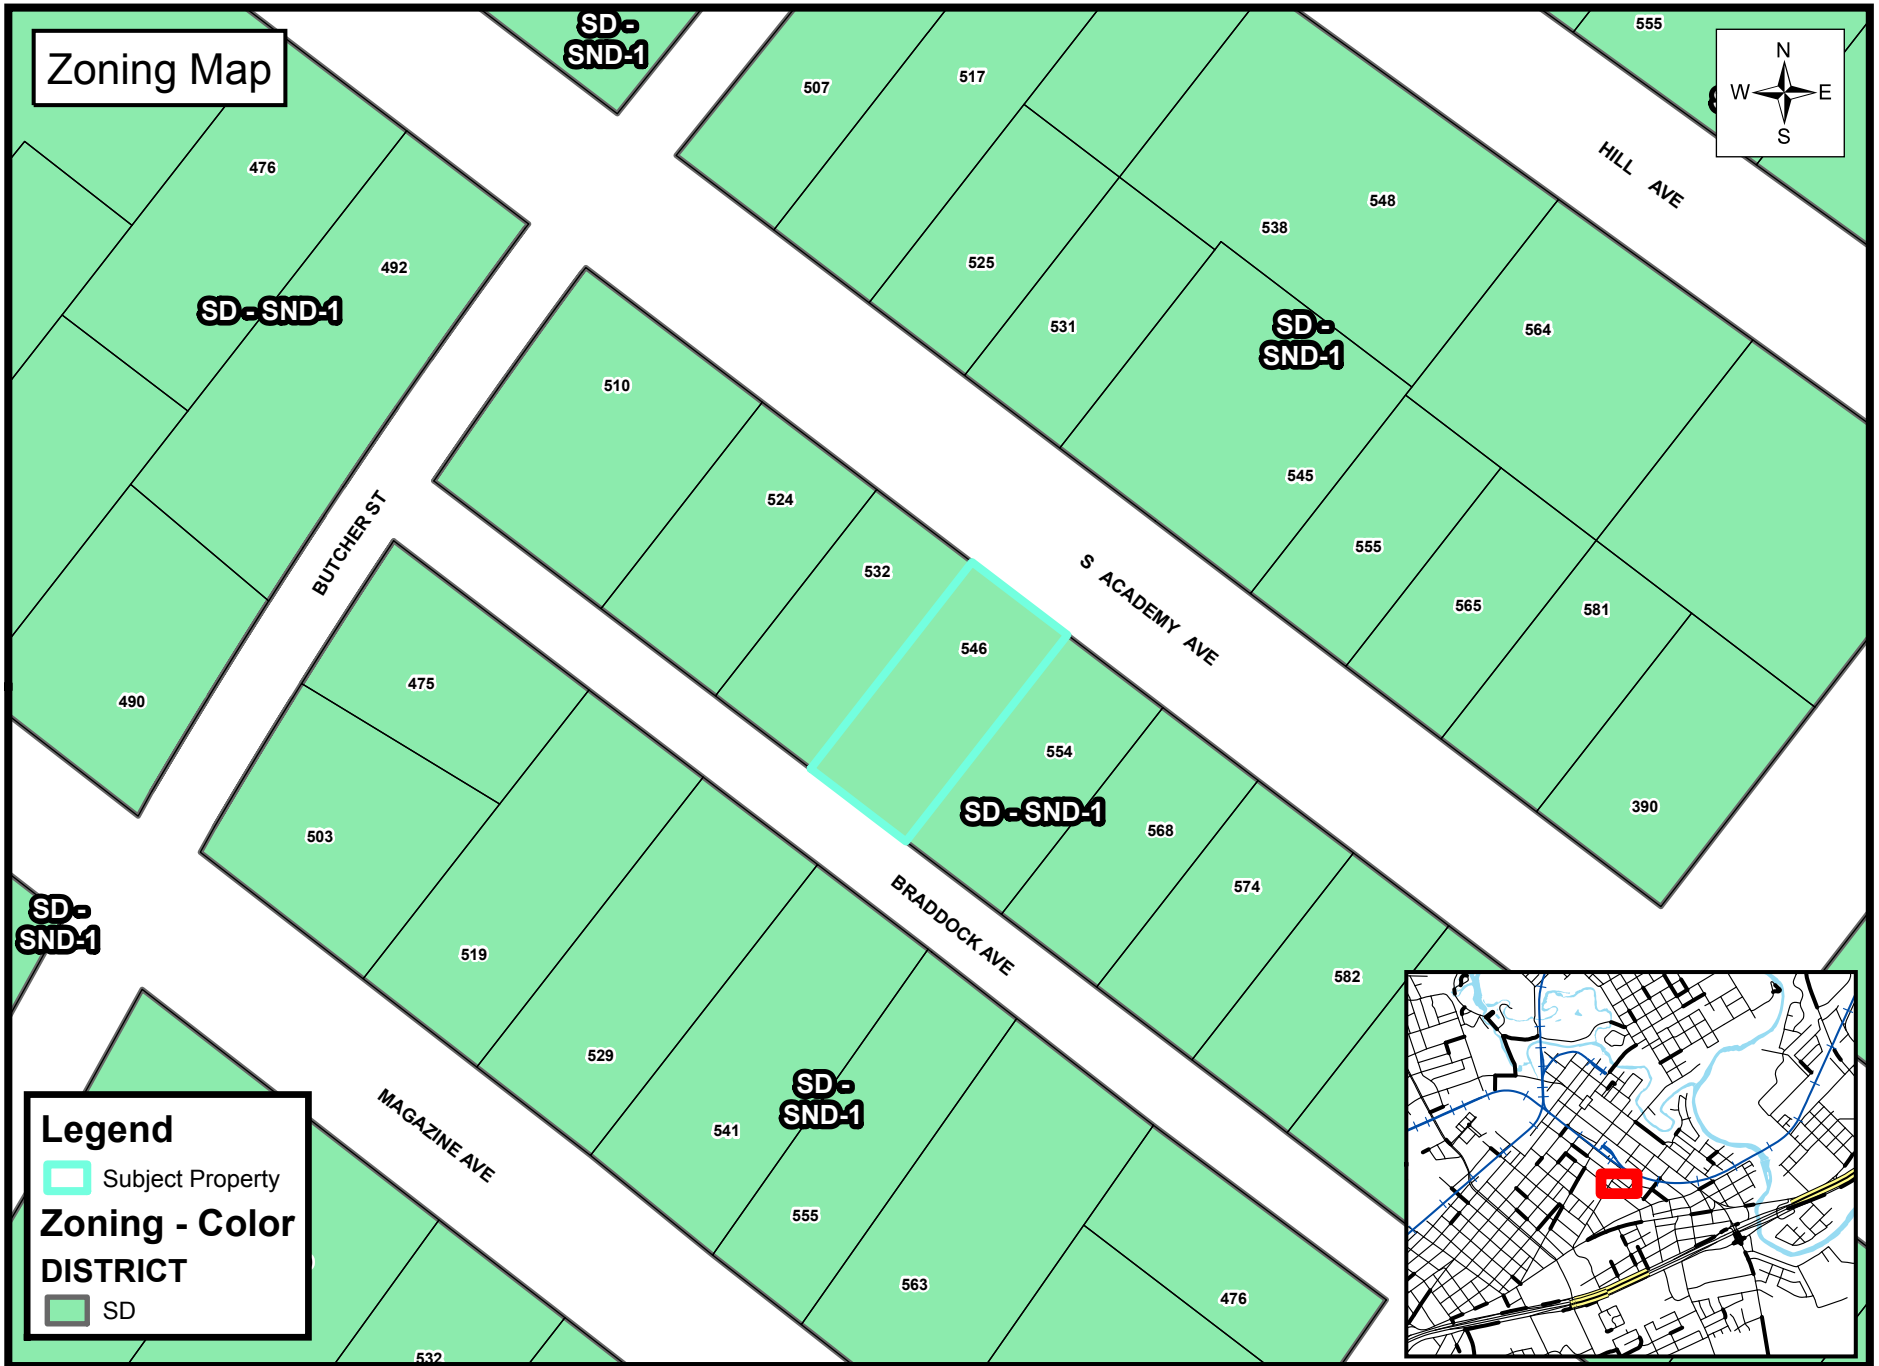 Zoning Map
SD -
SND-1
555
N
W E
S
507
517
HILL AVE
476
548
538
492
525
SD - SND-1
531
SD -
SND-1
564
510
524
545
BUTCHER ST
555
532
S ACADEMY AVE
565
581
546
475
490
554
SD - SND-1
390
503
568
574
SD -
SND-1
BRADDOCK AVE
519
582
529
SD -
SND-1
541
MAGAZINE AVE
555
563
476
532
Legend
Subject Property
Zoning - Color
DISTRICT
SD